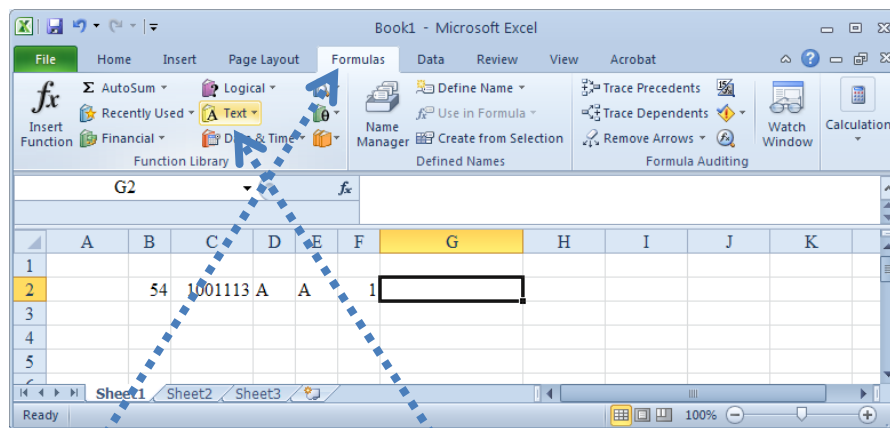 Book1 - Microsoft Excel
File Home Insert Page Layout Formulas Data Review View Acrobat
Σ AutoSum Logical Define Name Trace Precedents
Recently Used Text Use in Formula Trace Dependents
Financial Date & Time Create from Selection Remove Arrows
Insert Function
Name Manager
Watch Window
Calculation
Function Library Defined Names Formula Auditing
G2 fx
A B C D E F G H I J K
1
2 54 1001113 A A 1
3
4
5
Sheet1 Sheet2 Sheet3
Ready 100%